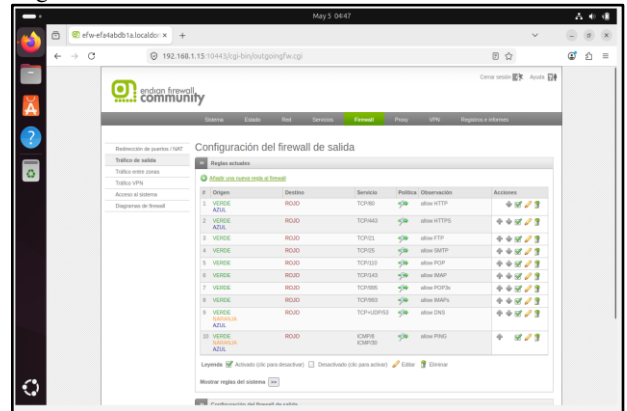 May 5 04:47
efw-efa4abdb1a.localdo
192.168.1.15:10443/cgi-bin/outgoingfw.cgi
Cerrar sesión Ayuda
endian firewall
community
Sistema Estado Red Servicios Firewall Proxy VPN Registros e informes
Redirección de puertos / NAT
Tráfico de salida
Tráfico entre zonas
Tráfico VPN
Acceso al sistema
Diagramas de firewall
Configuración del firewall de salida
Reglas actuales
Añadir una nueva regla al firewall
# Origen Destino Servicio Política Observación Acciones
1 VERDE ROJO TCP/80 allow HTTP
AZUL
2 VERDE ROJO TCP/443 allow HTTPS
AZUL
3 VERDE ROJO TCP/21 allow FTP
4 VERDE ROJO TCP/25 allow SMTP
5 VERDE ROJO TCP/110 allow POP
6 VERDE ROJO TCP/143 allow IMAP
7 VERDE ROJO TCP/995 allow POP3s
8 VERDE ROJO TCP/993 allow IMAPs
9 VERDE ROJO TCP+UDP/53 allow DNS
NARANJA
AZUL
10 VERDE ROJO ICMP/8 allow PING
NARANJA ICMP/30
AZUL
Leyenda Activado (clic para desactivar) Desactivado (clic para activar) Editar Eliminar
Mostrar reglas del sistema >>
Configuración del firewall de salida